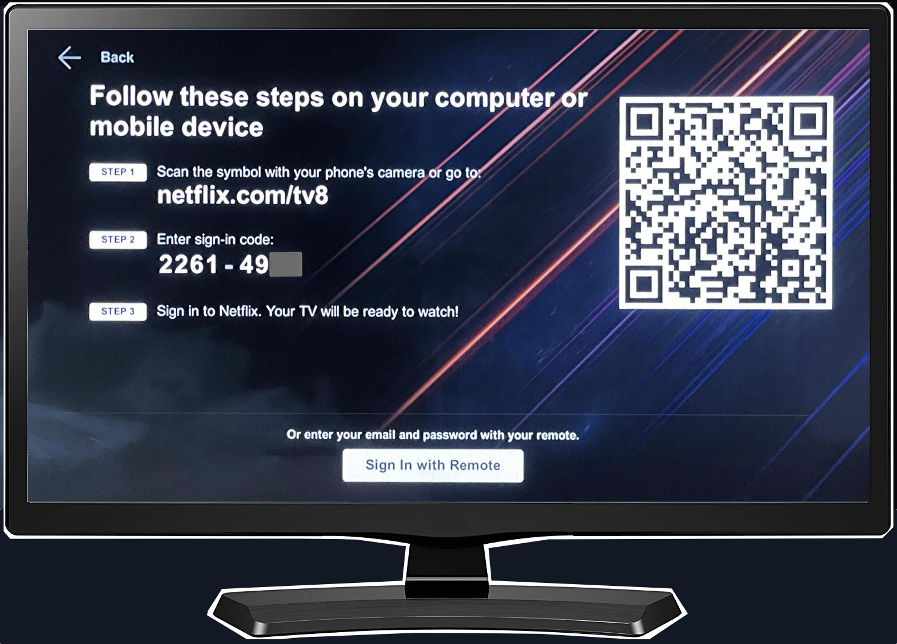 Back
Follow these steps on your computer or
mobile device
STEP 1
Scan the symbol with your phone's camera or go to:
netflix.com/tv8
STEP 2
Enter sign-in code:
2261 - 49
STEP 3
Sign in to Netflix. Your TV will be ready to watch!
Or enter your email and password with your remote.
Sign In with Remote